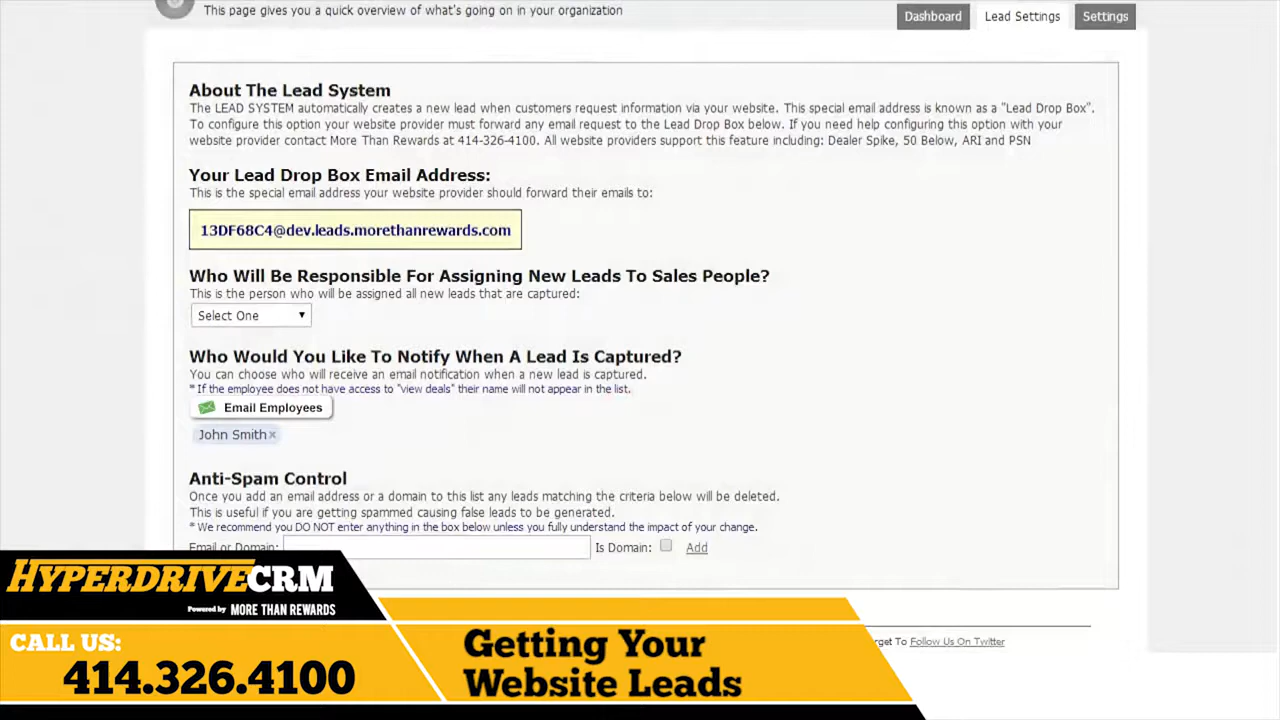 This page gives you a quick overview of what's going on in your organization
Dashboard
Lead Settings
Settings
About The Lead System
The LEAD SYSTEM automatically creates a new lead when customers request information via your website. This special email address is known as a "Lead Drop Box".
To configure this option your website provider must forward any email request to the Lead Drop Box below. If you need help configuring this option with your
website provider contact More Than Rewards at 414-326-4100. All website providers support this feature including: Dealer Spike, 50 Below, ARI and PSN
Your Lead Drop Box Email Address:
This is the special email address your website provider should forward their emails to:
13DF68C4@dev.leads.morethanrewards.com
Who Will Be Responsible For Assigning New Leads To Sales People?
This is the person who will be assigned all new leads that are captured:
Select One
Who Would You Like To Notify When A Lead Is Captured?
You can choose who will receive an email notification when a new lead is captured.
* If the employee does not have access to "view deals" their name will not appear in the list.
Email Employees
John Smith×
Anti-Spam Control
Once you add an email address or a domain to this list any leads matching the criteria below will be deleted.
This is useful if you are getting spammed causing false leads to be generated.
* We recommend you DO NOT enter anything in the box below unless you fully understand the impact of your change.
Email or Domain:
Is Domain:
Add
HYPERDRIVECRM
Powered by MORE THAN REWARDS
rget To Follow Us On Twitter
CALL US:
414.326.4100
Getting Your
Website Leads